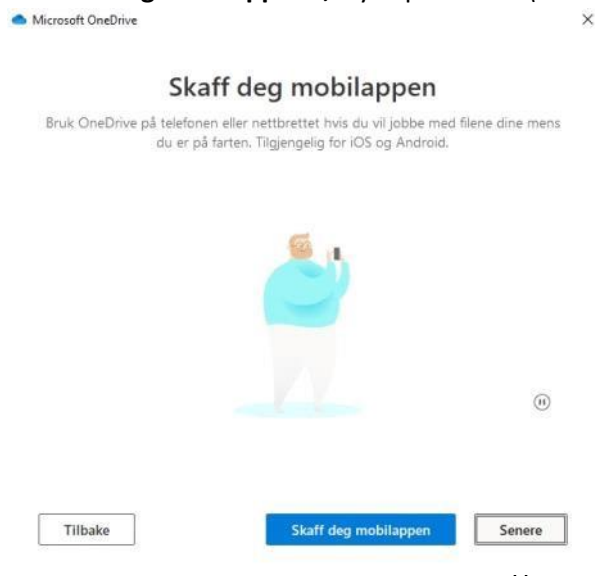 Microsoft OneDrive
Skaff deg mobilappen
Bruk OneDrive på telefonen eller nettbrettet hvis du vil jobbe med filene dine mens
du er på farten. Tilgjengelig for iOS og Android.
Tilbake
Skaff deg mobilappen
Senere